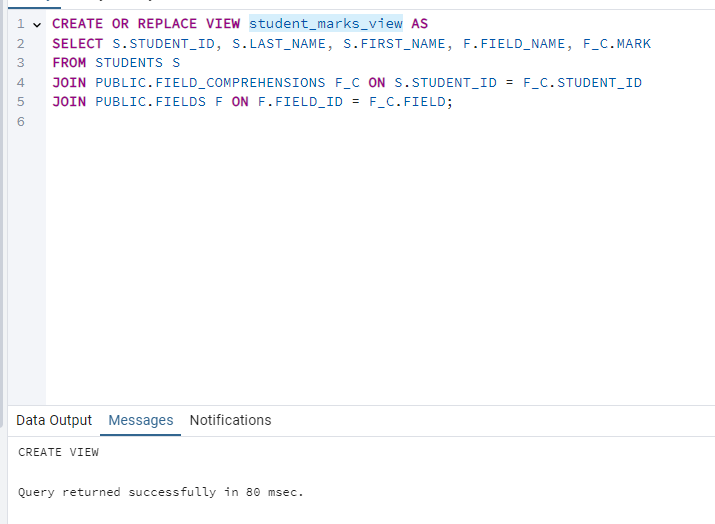 1 CREATE OR REPLACE VIEW student_marks_view AS
2 SELECT S.STUDENT_ID, S.LAST_NAME, S.FIRST_NAME, F.FIELD_NAME, F_C.MARK
3 FROM STUDENTS S
4 JOIN PUBLIC.FIELD_COMPREHENSIONS F_C ON S.STUDENT_ID = F_C.STUDENT_ID
5 JOIN PUBLIC.FIELDS F ON F.FIELD_ID = F_C.FIELD;
6
Data Output Messages Notifications
CREATE VIEW
Query returned successfully in 80 msec.